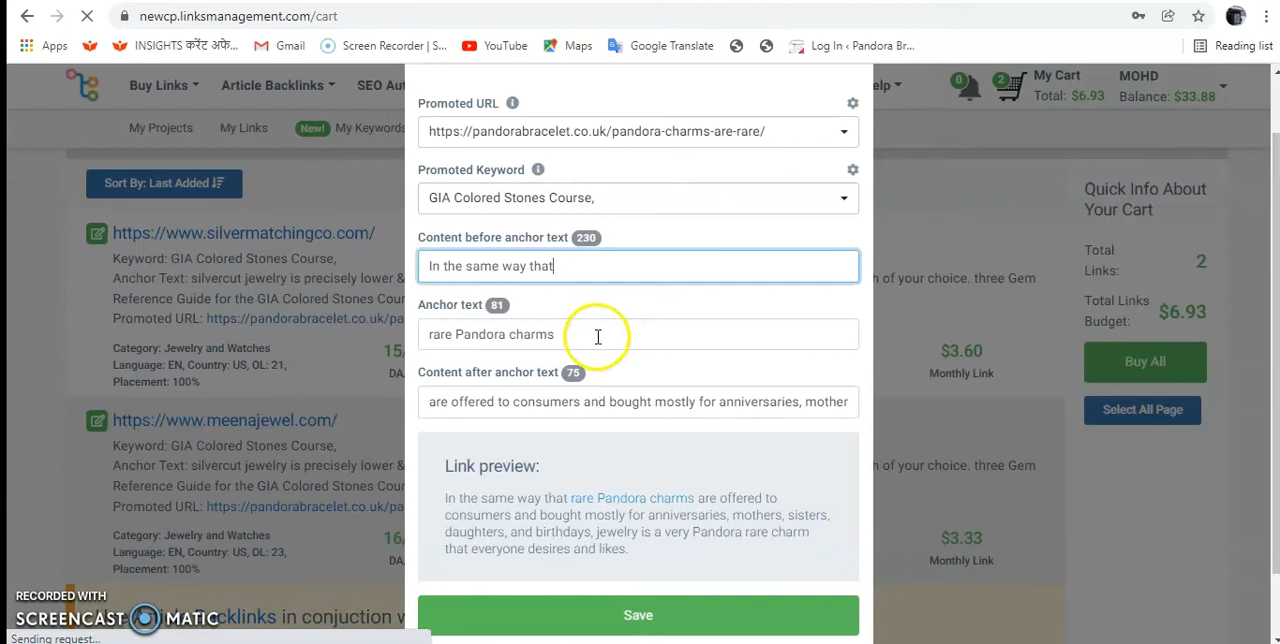 newcp.linksmanagement.com/cart
Apps
INSIGHTS करेंट अफे...
Gmail
Screen Recorder | S...
YouTube
Maps
Google Translate
Log In ‹ Pandora Br...
Reading list
Buy Links
Article Backlinks
SEO Aut
elp
0
2
My Cart
Total: $6.93
MOHD
Balance: $33.88
My Projects
My Links
New!
My Keywords
Promoted URL
https://pandorabracelet.co.uk/pandora-charms-are-rare/
Promoted Keyword
GIA Colored Stones Course,
Content before anchor text 230
In the same way that
Anchor text 81
rare Pandora charms
Content after anchor text 75
are offered to consumers and bought mostly for anniversaries, mother
Link preview:
In the same way that rare Pandora charms are offered to
consumers and bought mostly for anniversaries, mothers, sisters,
daughters, and birthdays, jewelry is a very Pandora rare charm
that everyone desires and likes.
Save
Sort By: Last Added
https://www.silvermatchingco.com/
Keyword: GIA Colored Stones Course,
Anchor Text: silvercut jewelry is precisely lower &
h of your choice. three Gem
Reference Guide for the GIA Colored Stones Cours
Promoted URL: https://pandorabracelet.co.uk/pa
Category: Jewelry and Watches
Language: EN, Country: US, OL: 21,
Placement: 100%
15/
DA,
$3.60
Monthly Link
https://www.meenajewel.com/
Keyword: GIA Colored Stones Course,
Anchor Text: silvercut jewelry is precisely lower &
h of your choice. three Gem
Reference Guide for the GIA Colored Stones Cours
Promoted URL: https://pandorabracelet.co.uk/pa
Category: Jewelry and Watches
Language: EN, Country: US, OL: 23,
Placement: 100%
16/
DA,
$3.33
Monthly Link
Backlinks in conjuction w
Quick Info About
Your Cart
Total
Links:
2
Total Links
Budget:
$6.93
Buy All
Select All Page
RECORDED WITH
SCREENCAST MATIC
Sending request...